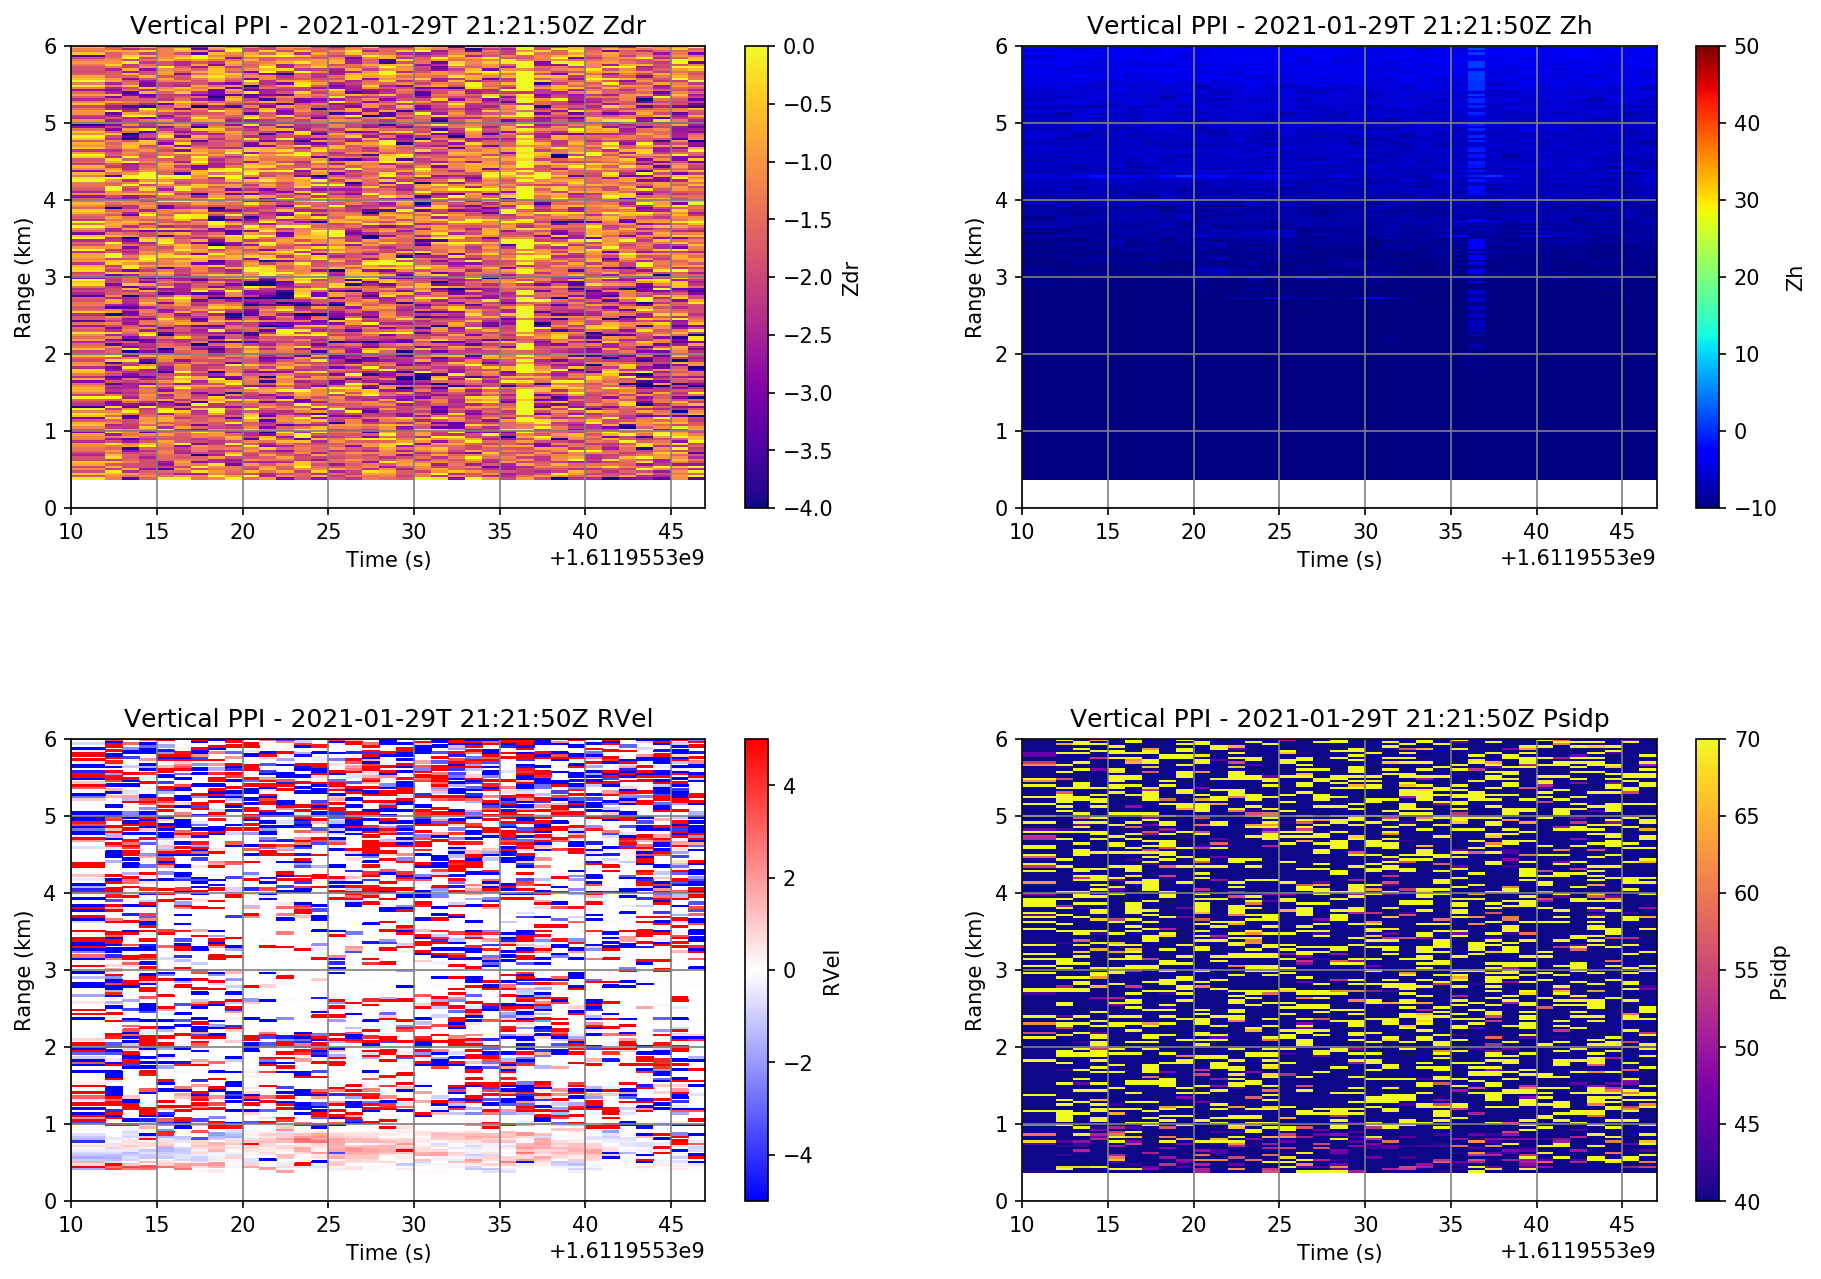 Vertical PPI - 2021-01-29T 21:21:50Z Zdr
6
5
4
3
2
1
0
Range (km)
10 15 20 25 30 35 40 45
Time (s)
+1.6119553e9
0.0
−0.5
−1.0
−1.5
−2.0
−2.5
−3.0
−3.5
−4.0
Zdr
Vertical PPI - 2021-01-29T 21:21:50Z Zh
6
5
4
3
2
1
0
Range (km)
10 15 20 25 30 35 40 45
Time (s)
+1.6119553e9
50
40
30
20
10
0
−10
Zh
Vertical PPI - 2021-01-29T 21:21:50Z RVel
6
5
4
3
2
1
0
Range (km)
10 15 20 25 30 35 40 45
Time (s)
+1.6119553e9
4
2
0
−2
−4
RVel
Vertical PPI - 2021-01-29T 21:21:50Z Psidp
6
5
4
3
2
1
0
Range (km)
10 15 20 25 30 35 40 45
Time (s)
+1.6119553e9
70
65
60
55
50
45
40
Psidp